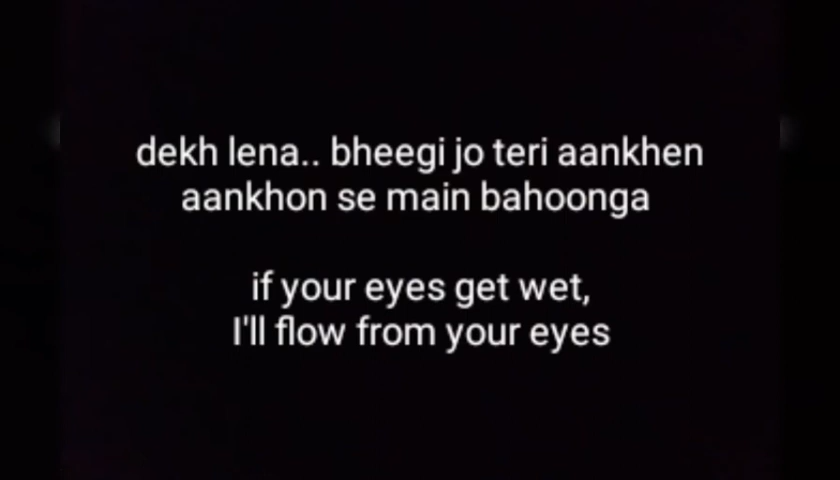 dekh lena.. bheegi jo teri aankhen
aankhon se main bahoonga
if your eyes get wet,
I'll flow from your eyes